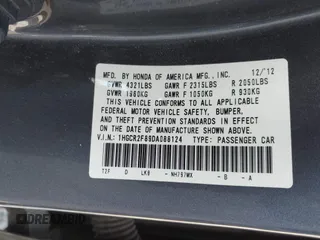 MFD. BY HONDA OF AMERICA MFG., INC. 12/12
GVWR 4321LBS GAWR F 2315LBS R 2050LBS
GVWR 1960KG GAWR F 1050KG R 930KG
THIS VEHICLE CONFORMS TO ALL APPLICABLE
FEDERAL MOTOR VEHICLE SAFETY, BUMPER,
AND THEFT PREVENTION STANDARDS IN EFFECT ON THE
DATE OF MANUFACTURE SHOWN ABOVE.
V.I.N: 1HGCR2F89DA088124 TYPE: PASSENGER CAR
T2F D LK8 -NH797MX -B -A